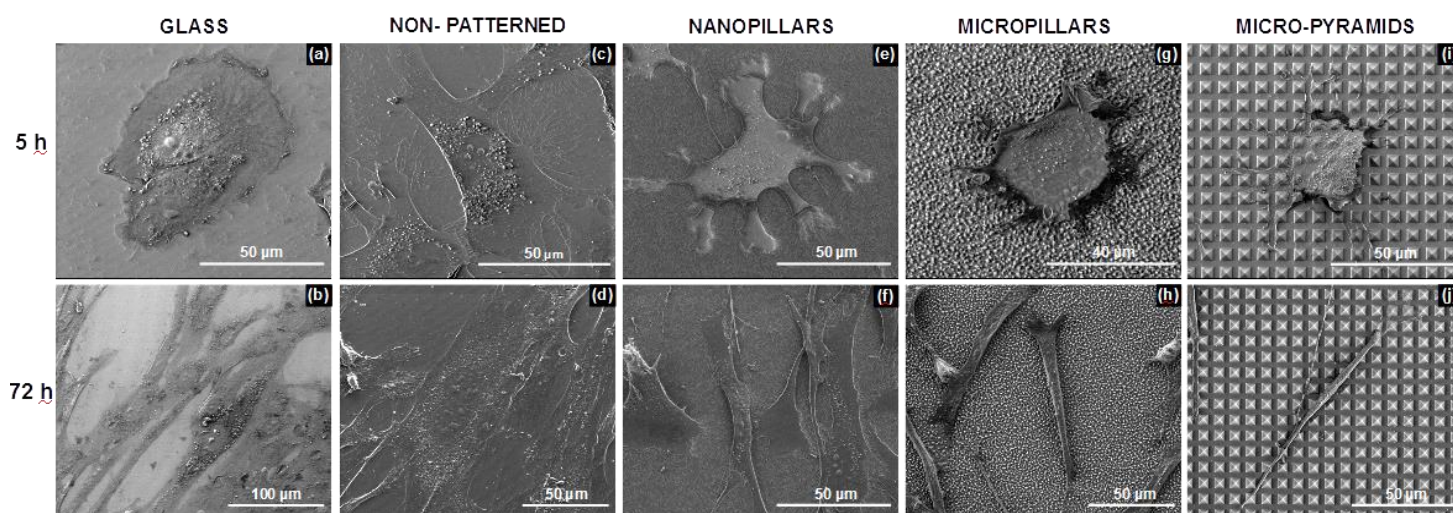 GLASS
NON- PATTERNED
NANOPILLARS
MICROPILLARS
MICRO-PYRAMIDS
5 h
(a)
50 µm
(c)
50 µm
(e)
50 µm
(g)
40 µm
(i
50 µm
72 h
(b)
100 µm
(d)
50 µm
(f)
50 µm
(h)
50 µm
(j
50 µm